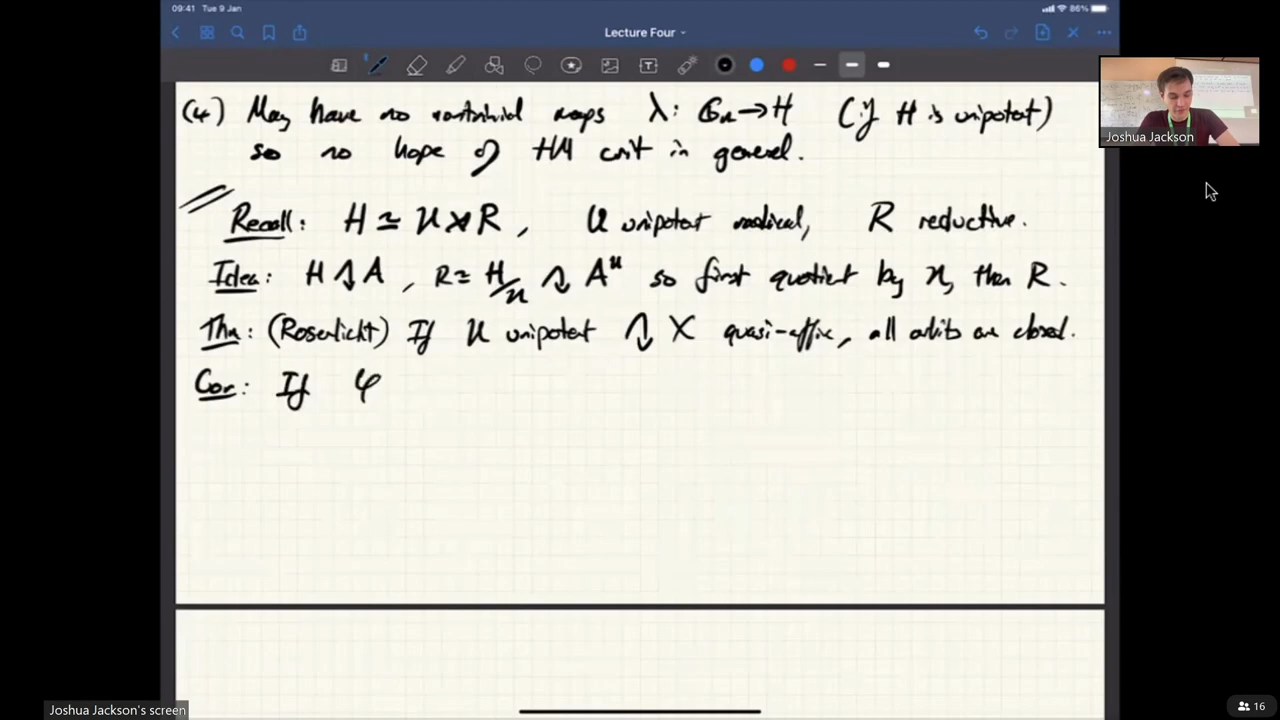 09:41 Tue 9 Jan
86%
Lecture Four
Joshua Jackson
(4) May have no nontrivial maps λ: Gm → H (if H is unipotent)
so no hope of HM crit in general.
Recall: H ≃ U ⋊ R, U unipotent radical, R reductive.
Idea: H ↷ A, R ≃ H/U ↷ A^U so first quotient by U, then R.
Thm: (Rosenlicht) If U unipotent ↷ X quasi-affine, all orbits are closed.
Cor: If φ
Joshua Jackson's screen
16